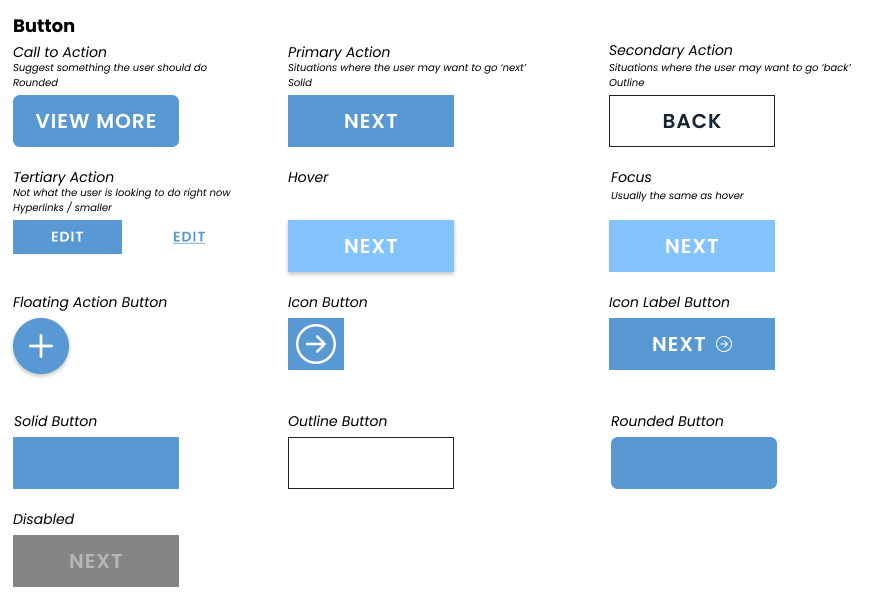 Button
Call to Action
Suggest something the user should do
Rounded
VIEW MORE
Primary Action
Situations where the user may want to go ‘next’
Solid
NEXT
Secondary Action
Situations where the user may want to go ‘back’
Outline
BACK
Tertiary Action
Not what the user is looking to do right now
Hyperlinks / smaller
EDIT
EDIT
Hover
NEXT
Focus
Usually the same as hover
NEXT
Floating Action Button
Icon Button
Icon Label Button
NEXT
Solid Button
Outline Button
Rounded Button
Disabled
NEXT